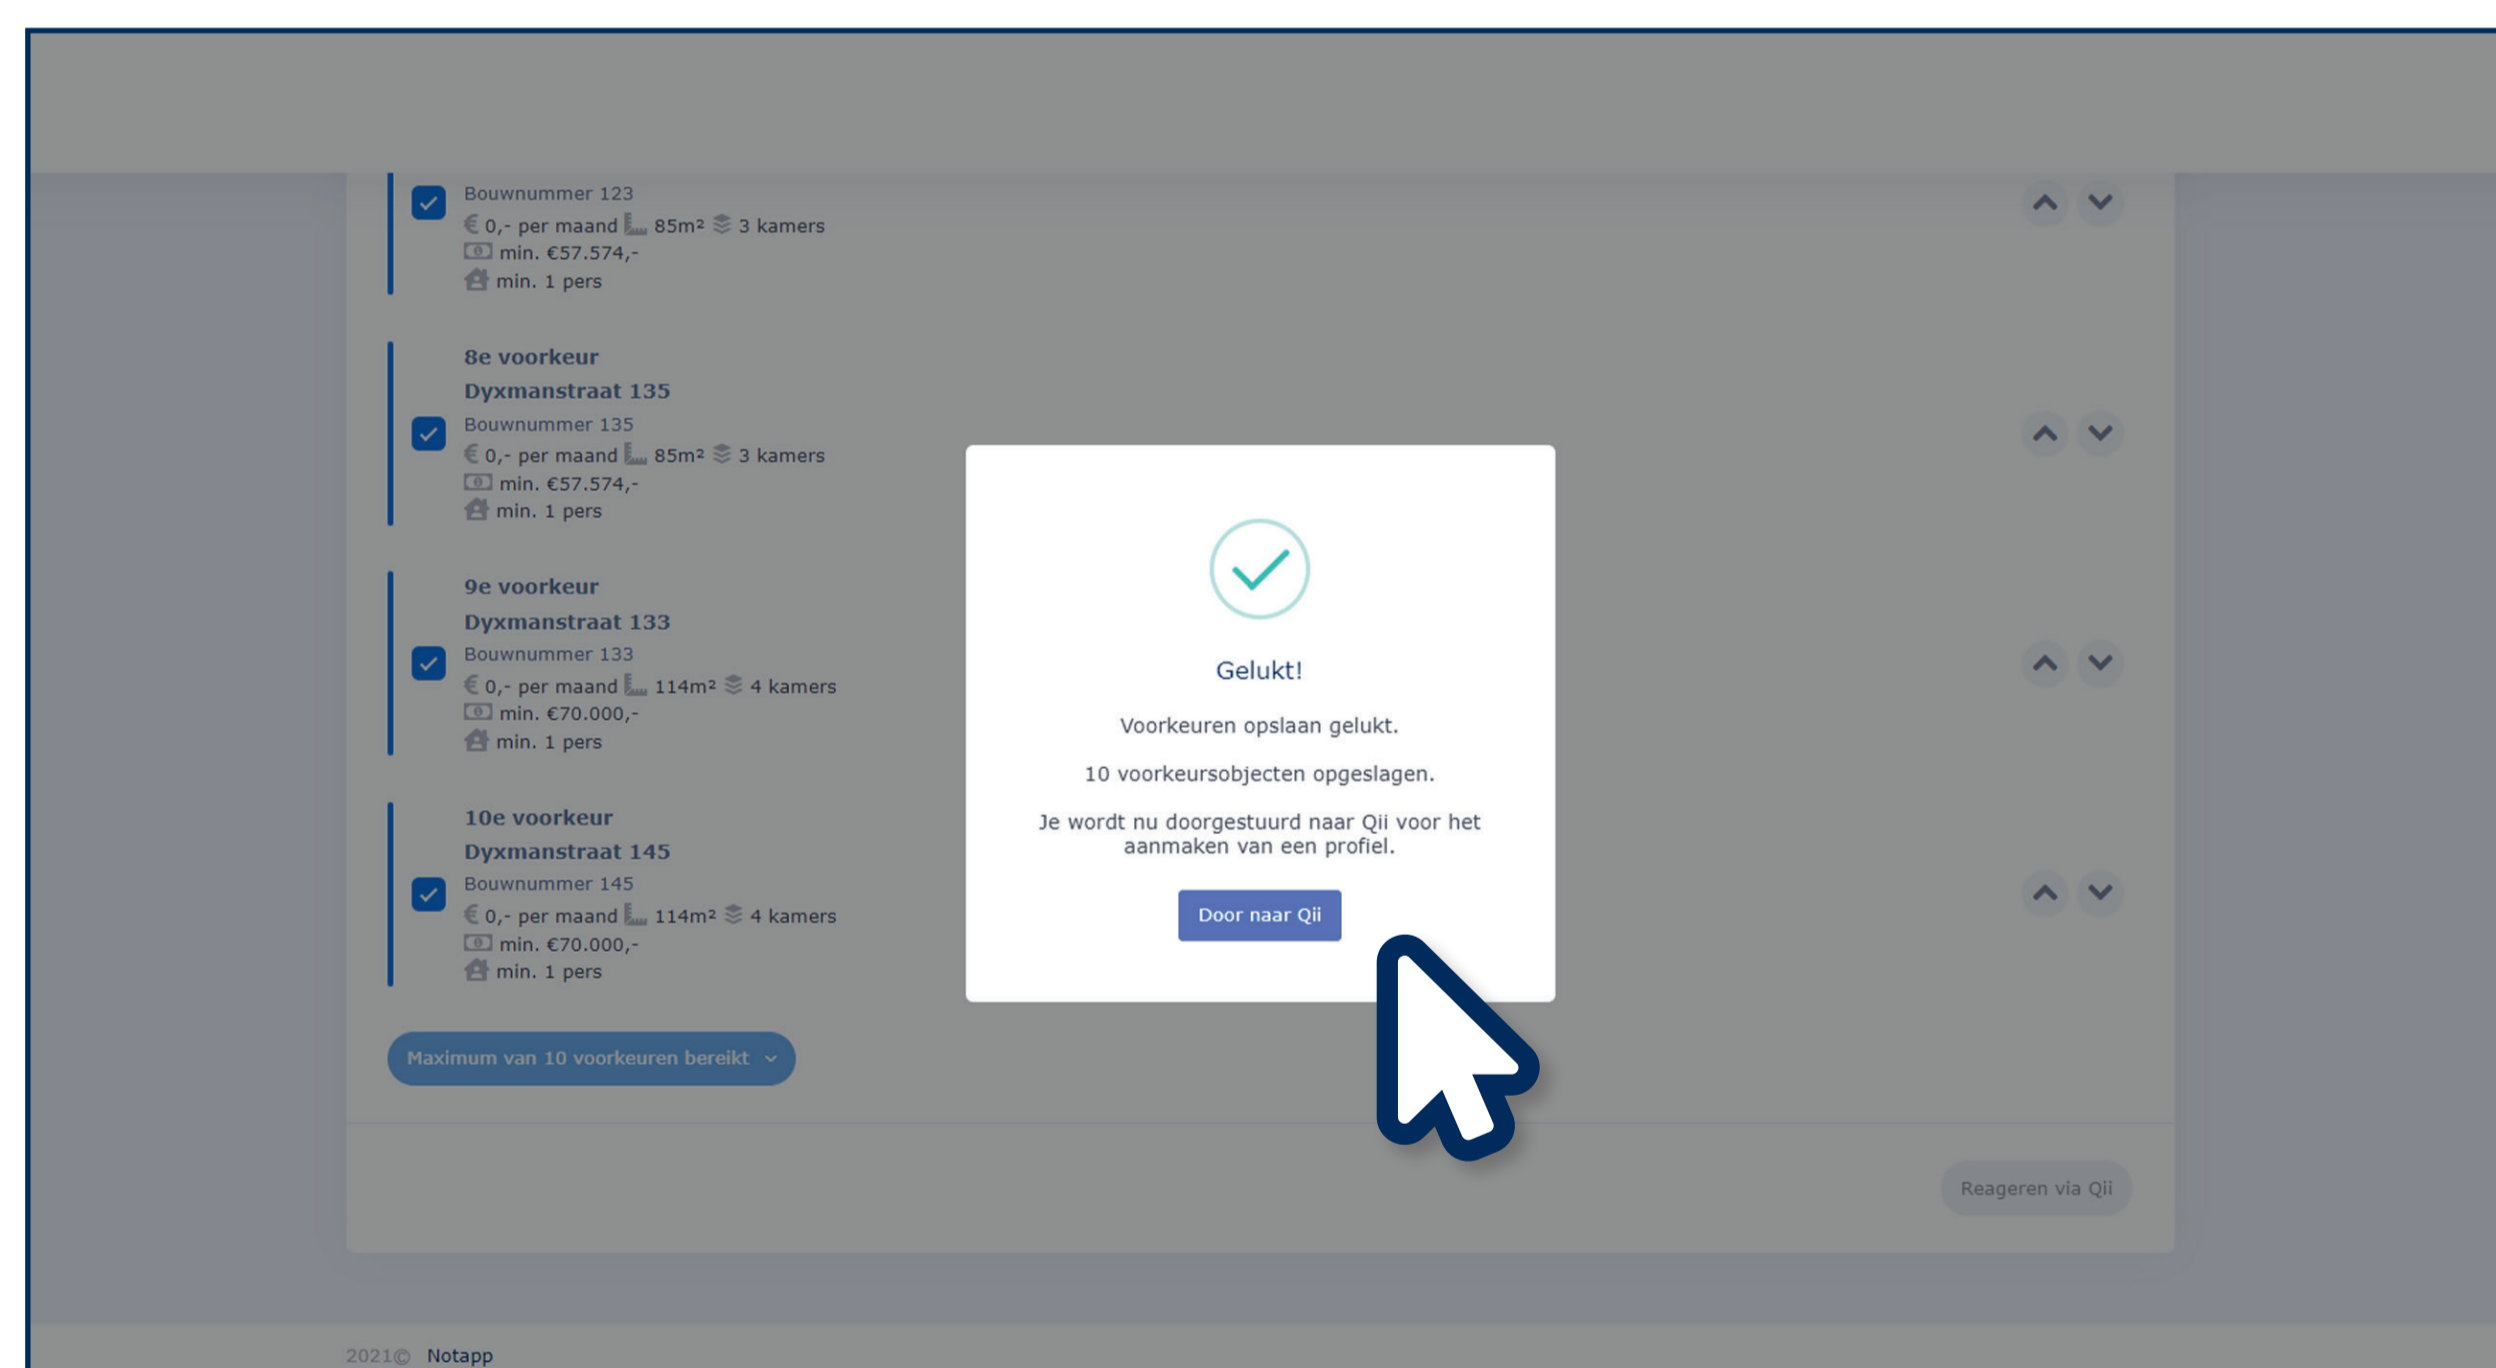 Bouwnummer 123
€ 0,- per maand 85m² 3 kamers
min. €57.574,-
min. 1 pers
8e voorkeur
Dyxmanstraat 135
Bouwnummer 135
€ 0,- per maand 85m² 3 kamers
min. €57.574,-
min. 1 pers
9e voorkeur
Dyxmanstraat 133
Bouwnummer 133
€ 0,- per maand 114m² 4 kamers
min. €70.000,-
min. 1 pers
10e voorkeur
Dyxmanstraat 145
Bouwnummer 145
€ 0,- per maand 114m² 4 kamers
min. €70.000,-
min. 1 pers
Maximum van 10 voorkeuren bereikt
Gelukt!
Voorkeuren opslaan gelukt.
10 voorkeursobjecten opgeslagen.
Je wordt nu doorgestuurd naar Qii voor het
aanmaken van een profiel.
Door naar Qii
Reageren via Qii
2021© Notapp